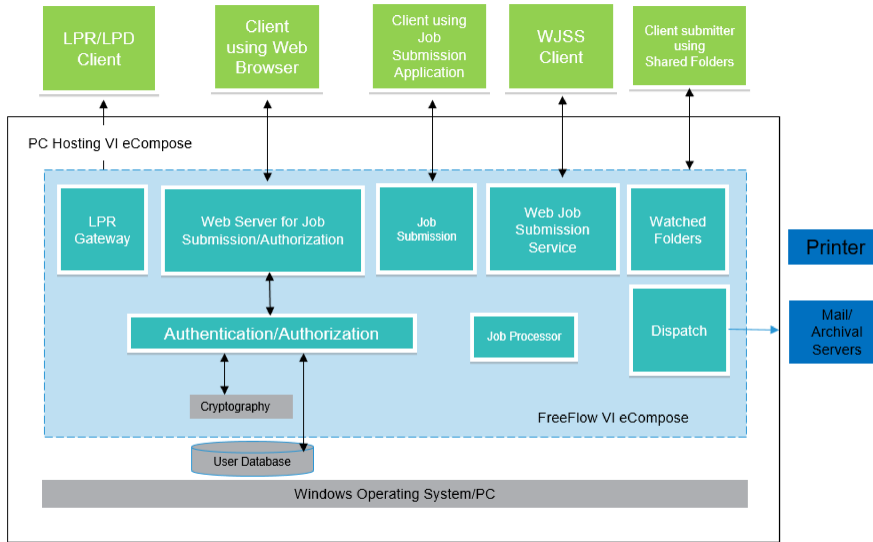 LPR/LPD
Client
Client
using Web
Browser
Client using
Job
Submission
Application
WJSS
Client
Client submitter
using
Shared Folders
PC Hosting VI eCompose
LPR
Gateway
Web Server for Job
Submission/Authorization
Job
Submission
Web Job
Submission
Service
Watched
Folders
Printer
Authentication/Authorization
Job Processor
Dispatch
Mail/
Archival
Servers
Cryptography
FreeFlow VI eCompose
User Database
Windows Operating System/PC